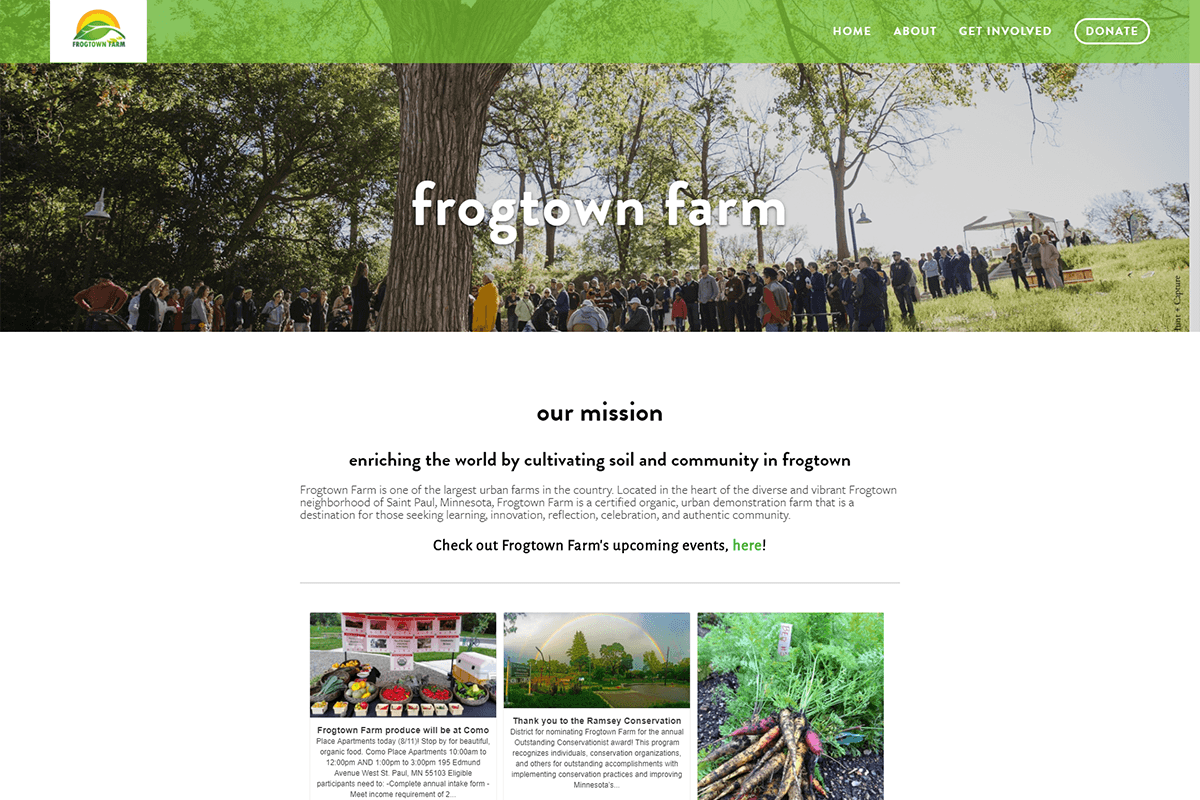 FROGTOWN FARM
HOME ABOUT GET INVOLVED DONATE
frogtown farm
our mission
enriching the world by cultivating soil and community in frogtown
Frogtown Farm is one of the largest urban farms in the country. Located in the heart of the diverse and vibrant Frogtown
neighborhood of Saint Paul, Minnesota, Frogtown Farm is a certified organic, urban demonstration farm that is a
destination for those seeking learning, innovation, reflection, celebration, and authentic community.
Check out Frogtown Farm's upcoming events, here!
Frogtown Farm produce will be at Como
Place Apartments today (8/11)! Stop by for beautiful,
organic food. Como Place Apartments 10:00am to
12:00pm AND 1:00pm to 3:00pm 195 Edmund
Avenue West St. Paul, MN 55103 Eligible
participants need to: -Complete annual intake form -
Meet income requirement of 2...
Thank you to the Ramsey Conservation
District for nominating Frogtown Farm for the annual
Outstanding Conservationist award! This program
recognizes individuals, conservation organizations,
and others for outstanding accomplishments with
implementing conservation practices and improving
Minnesota's...